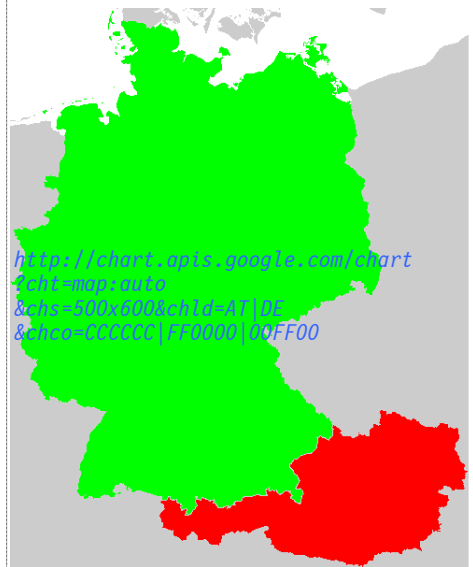 http://chart.apis.google.com/chart
?cht=map:auto
&chs=500x600&chld=AT|DE
&chco=CCCCCC|FF0000|00FF00